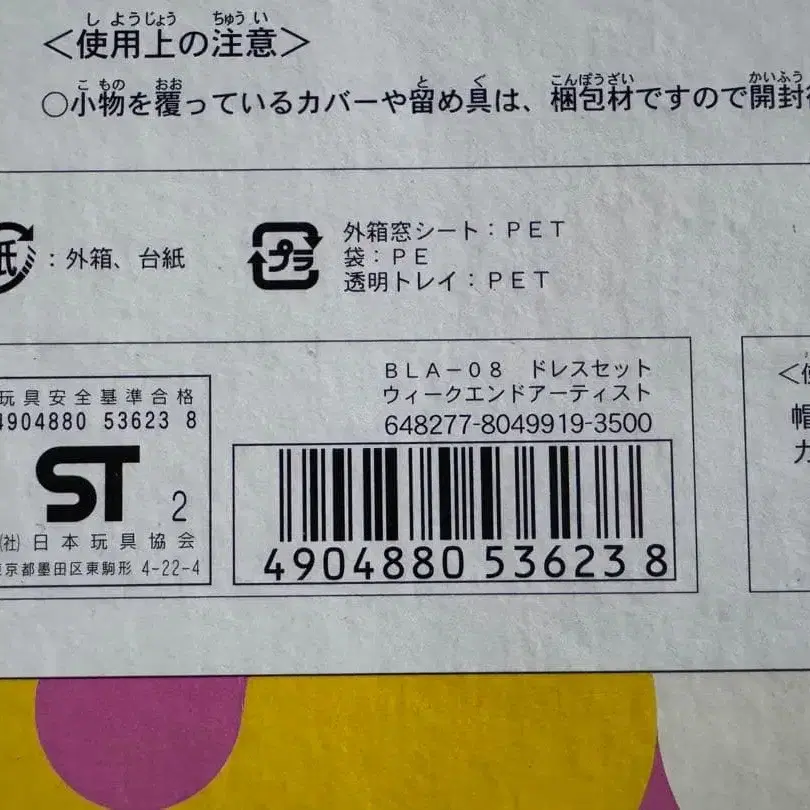 しようじょう ちゅうい
＜使用上の注意＞
こもの おお と ぐ こんぽうざい かいふう
○小物を覆っているカバーや留め具は、梱包材ですので開封
紙：外箱、台紙
プラ
外箱窓シート：ＰＥＴ
袋：ＰＥ
透明トレイ：ＰＥＴ
玩具安全基準合格
4904880 53623 8
ST 2
(社) 日本玩具協会
東京都墨田区東駒形 4-22-4
ＢＬＡ－０８ ドレスセット
ウィークエンドアーティスト
648277-8049919-3500
4904880 53623 8